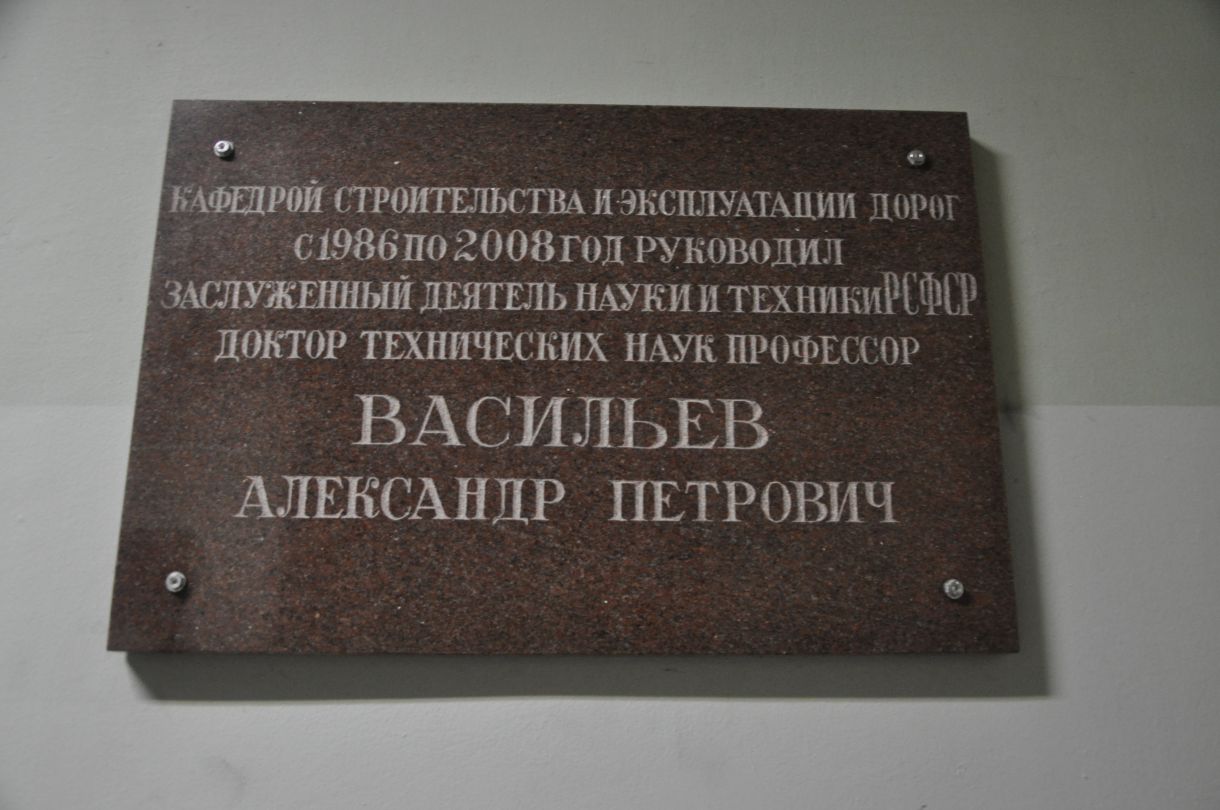 КАФЕДРОЙ СТРОИТЕЛЬСТВА И ЭКСПЛУАТАЦИИ ДОРОГ
С 1986 ПО 2008 ГОД РУКОВОДИЛ
ЗАСЛУЖЕННЫЙ ДЕЯТЕЛЬ НАУКИ И ТЕХНИКИ РСФСР
ДОКТОР ТЕХНИЧЕСКИХ НАУК ПРОФЕССОР
ВАСИЛЬЕВ
АЛЕКСАНДР ПЕТРОВИЧ